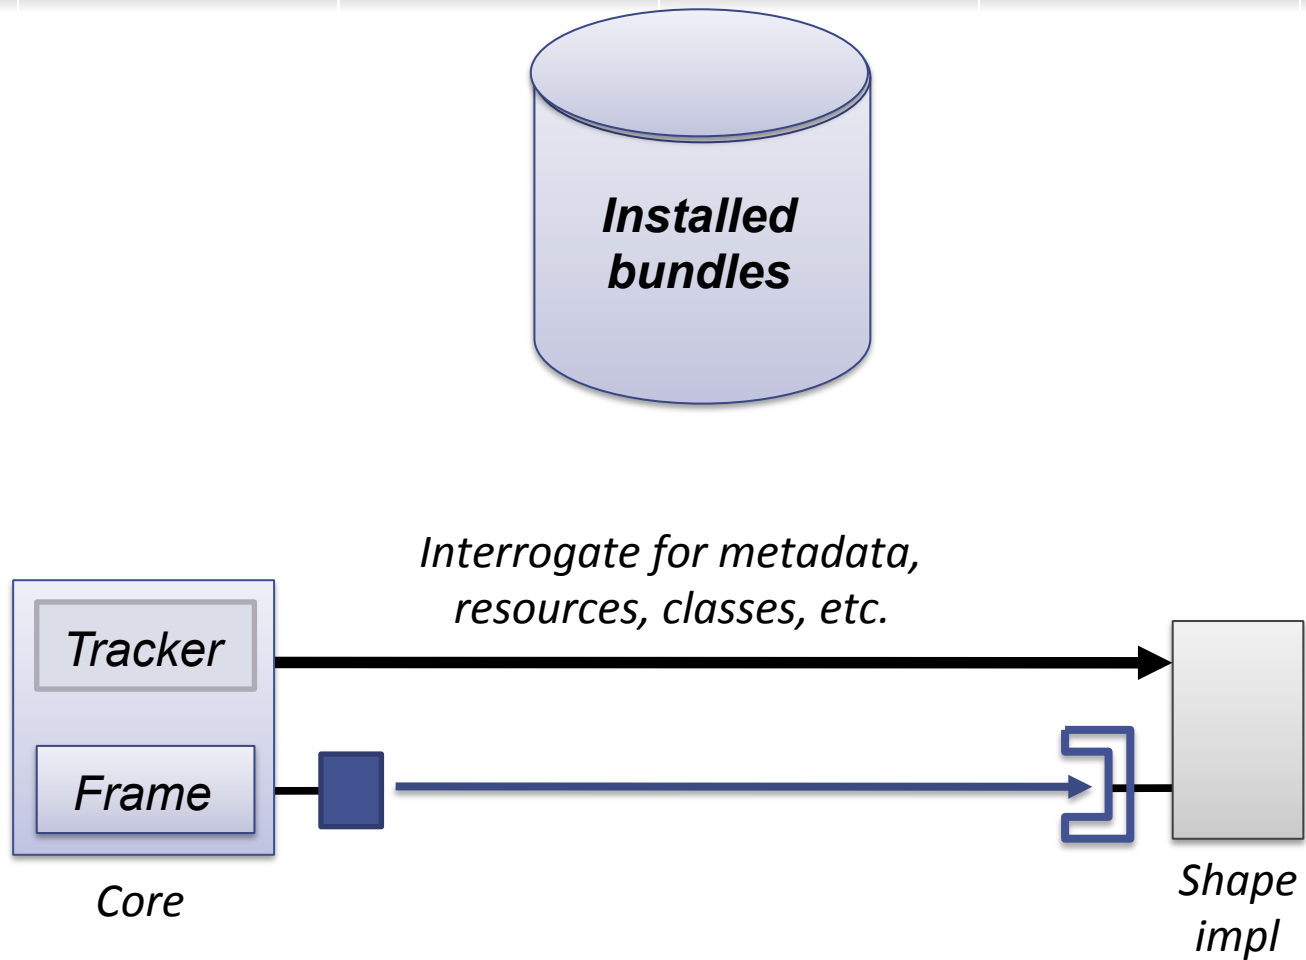 Installed
bundles
Interrogate for metadata,
resources, classes, etc.
Tracker
Frame
Core
Shape
impl